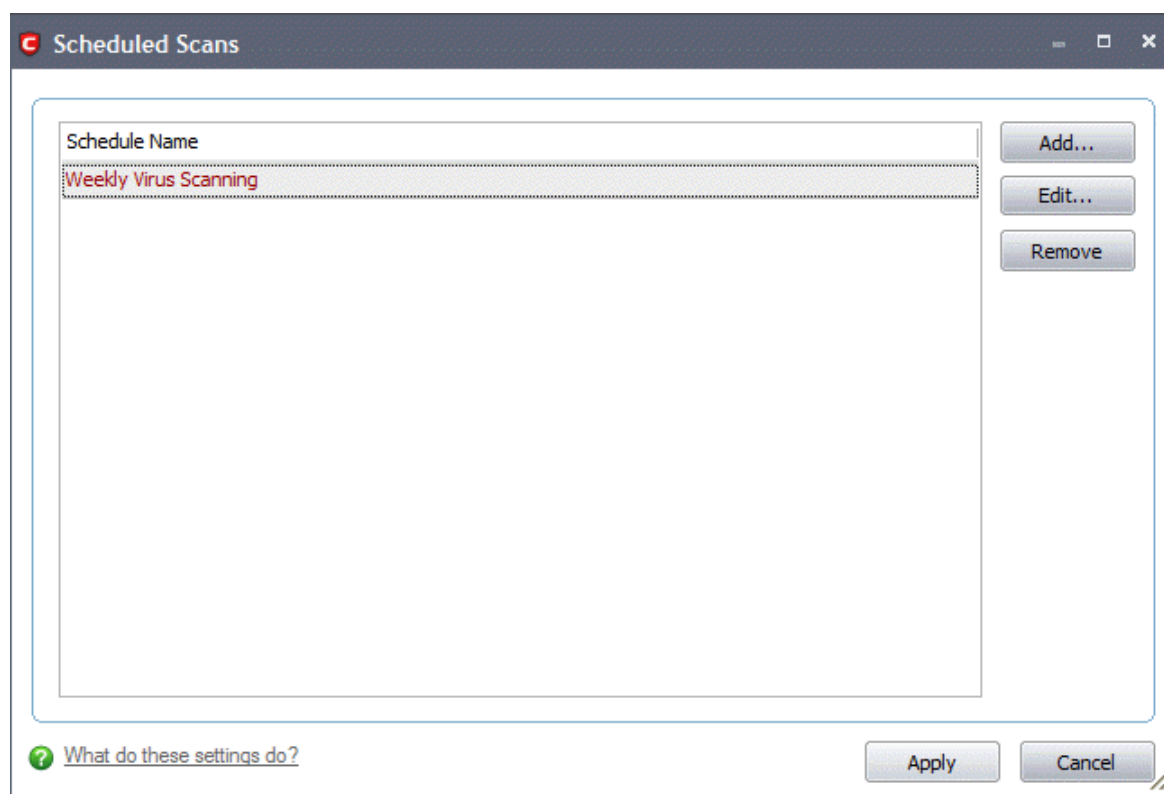 Scheduled Scans
Schedule Name
Weekly Virus Scanning
Add...
Edit...
Remove
What do these settings do?
Apply
Cancel